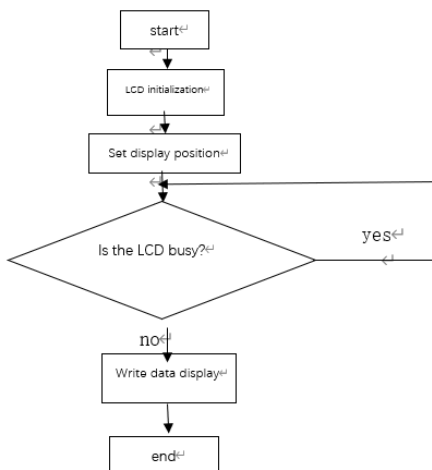 start
LCD initialization
Set display position
Is the LCD busy?
yes
no
Write data display
end